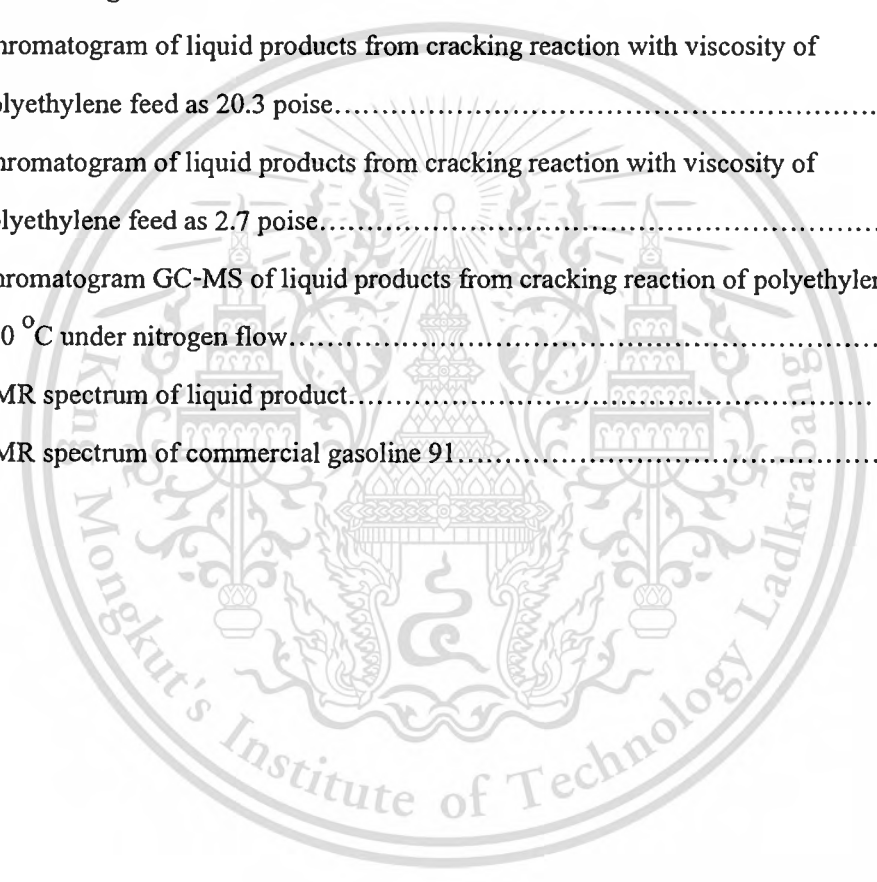 hromatogram of liquid products from cracking reaction with viscosity of
olyethylene feed as 20.3 poise
hromatogram of liquid products from cracking reaction with viscosity of
olyethylene feed as 2.7 poise
hromatogram GC-MS of liquid products from cracking reaction of polyethylen
0 °C under nitrogen flow
MR spectrum of liquid product
MR spectrum of commercial gasoline 91
King Mongkut's Institute of Technology Ladkrabang